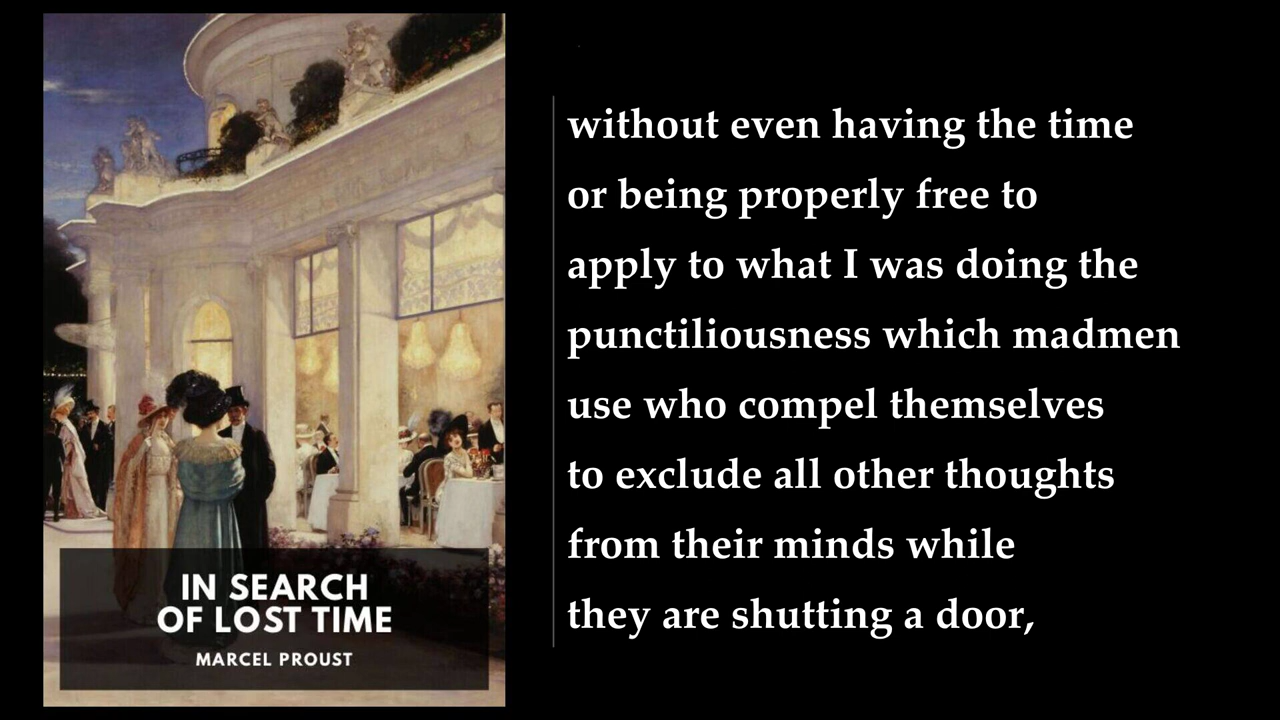 IN SEARCH
OF LOST TIME
MARCEL PROUST
without even having the time
or being properly free to
apply to what I was doing the
punctiliousness which madmen
use who compel themselves
to exclude all other thoughts
from their minds while
they are shutting a door,